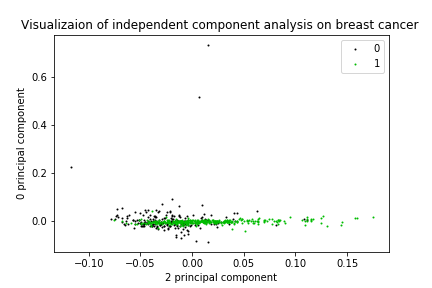 Visualizaion of independent component analysis on breast cancer
0
1
0.6
0.4
0.2
0.0
0 principal component
−0.10 −0.05 0.00 0.05 0.10 0.15
2 principal component